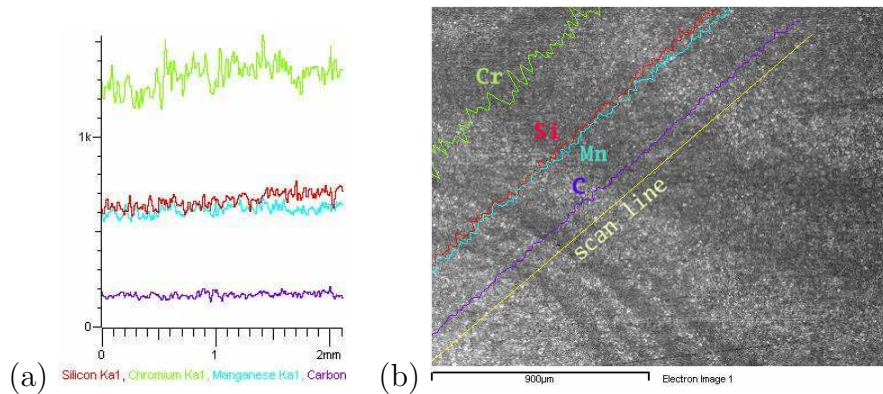 1k
0
0
1
2mm
(a)
Silicon Ka1, Chromium Ka1, Manganese Ka1, Carbon
Cr
Si
Mn
C
scan line
(b)
900µm
Electron Image 1